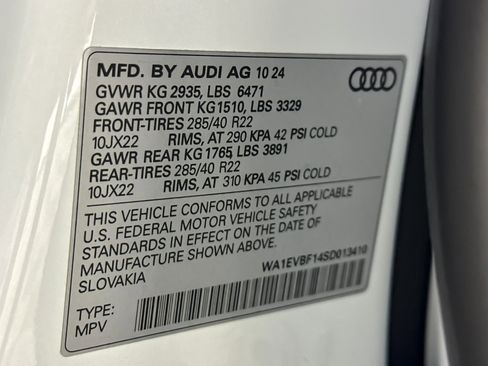 MFD. BY AUDI AG 10 24
GVWR KG 2935, LBS 6471
GAWR FRONT KG1510, LBS 3329
FRONT-TIRES 285/40 R22
10JX22 RIMS, AT 290 KPA 42 PSI COLD
GAWR REAR KG 1765, LBS 3891
REAR-TIRES 285/40 R22
10JX22 RIMS, AT 310 KPA 45 PSI COLD
THIS VEHICLE CONFORMS TO ALL APPLICABLE
U.S. FEDERAL MOTOR VEHICLE SAFETY
STANDARDS IN EFFECT ON THE DATE OF
MANUFACTURE SHOWN ABOVE.
SLOVAKIA
WA1EVBF14SD013410
TYPE:
MPV